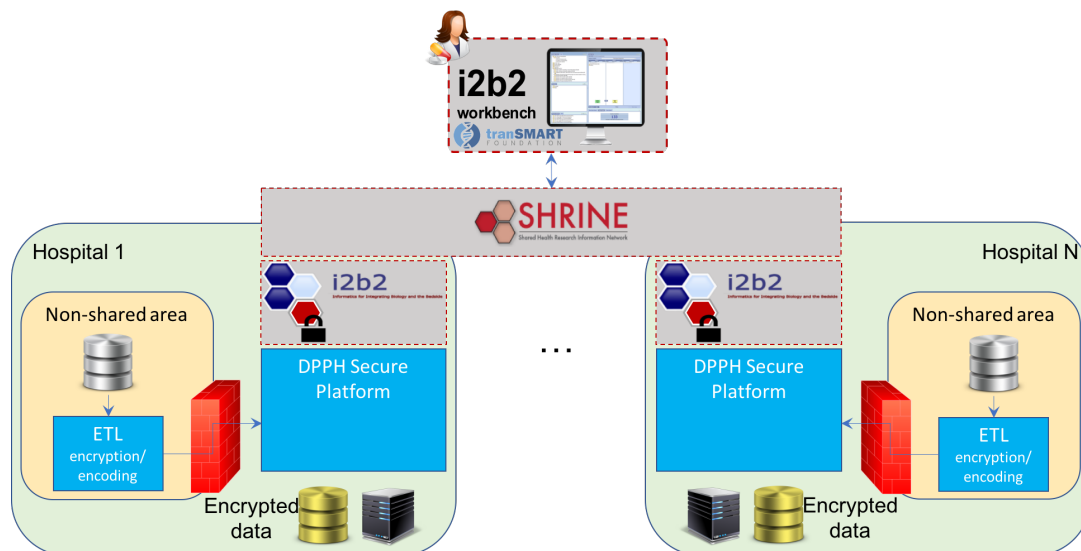 i2b2
workbench
tranSMART
FOUNDATION
SHRINE
Shared Health Research Information Network
Hospital 1
Hospital N
i2b2
Informatics for Integrating Biology and the Bedside
i2b2
Informatics for Integrating Biology and the Bedside
Non-shared area
Non-shared area
...
DPPH Secure
Platform
DPPH Secure
Platform
ETL
encryption/
encoding
ETL
encryption/
encoding
Encrypted
data
Encrypted
data